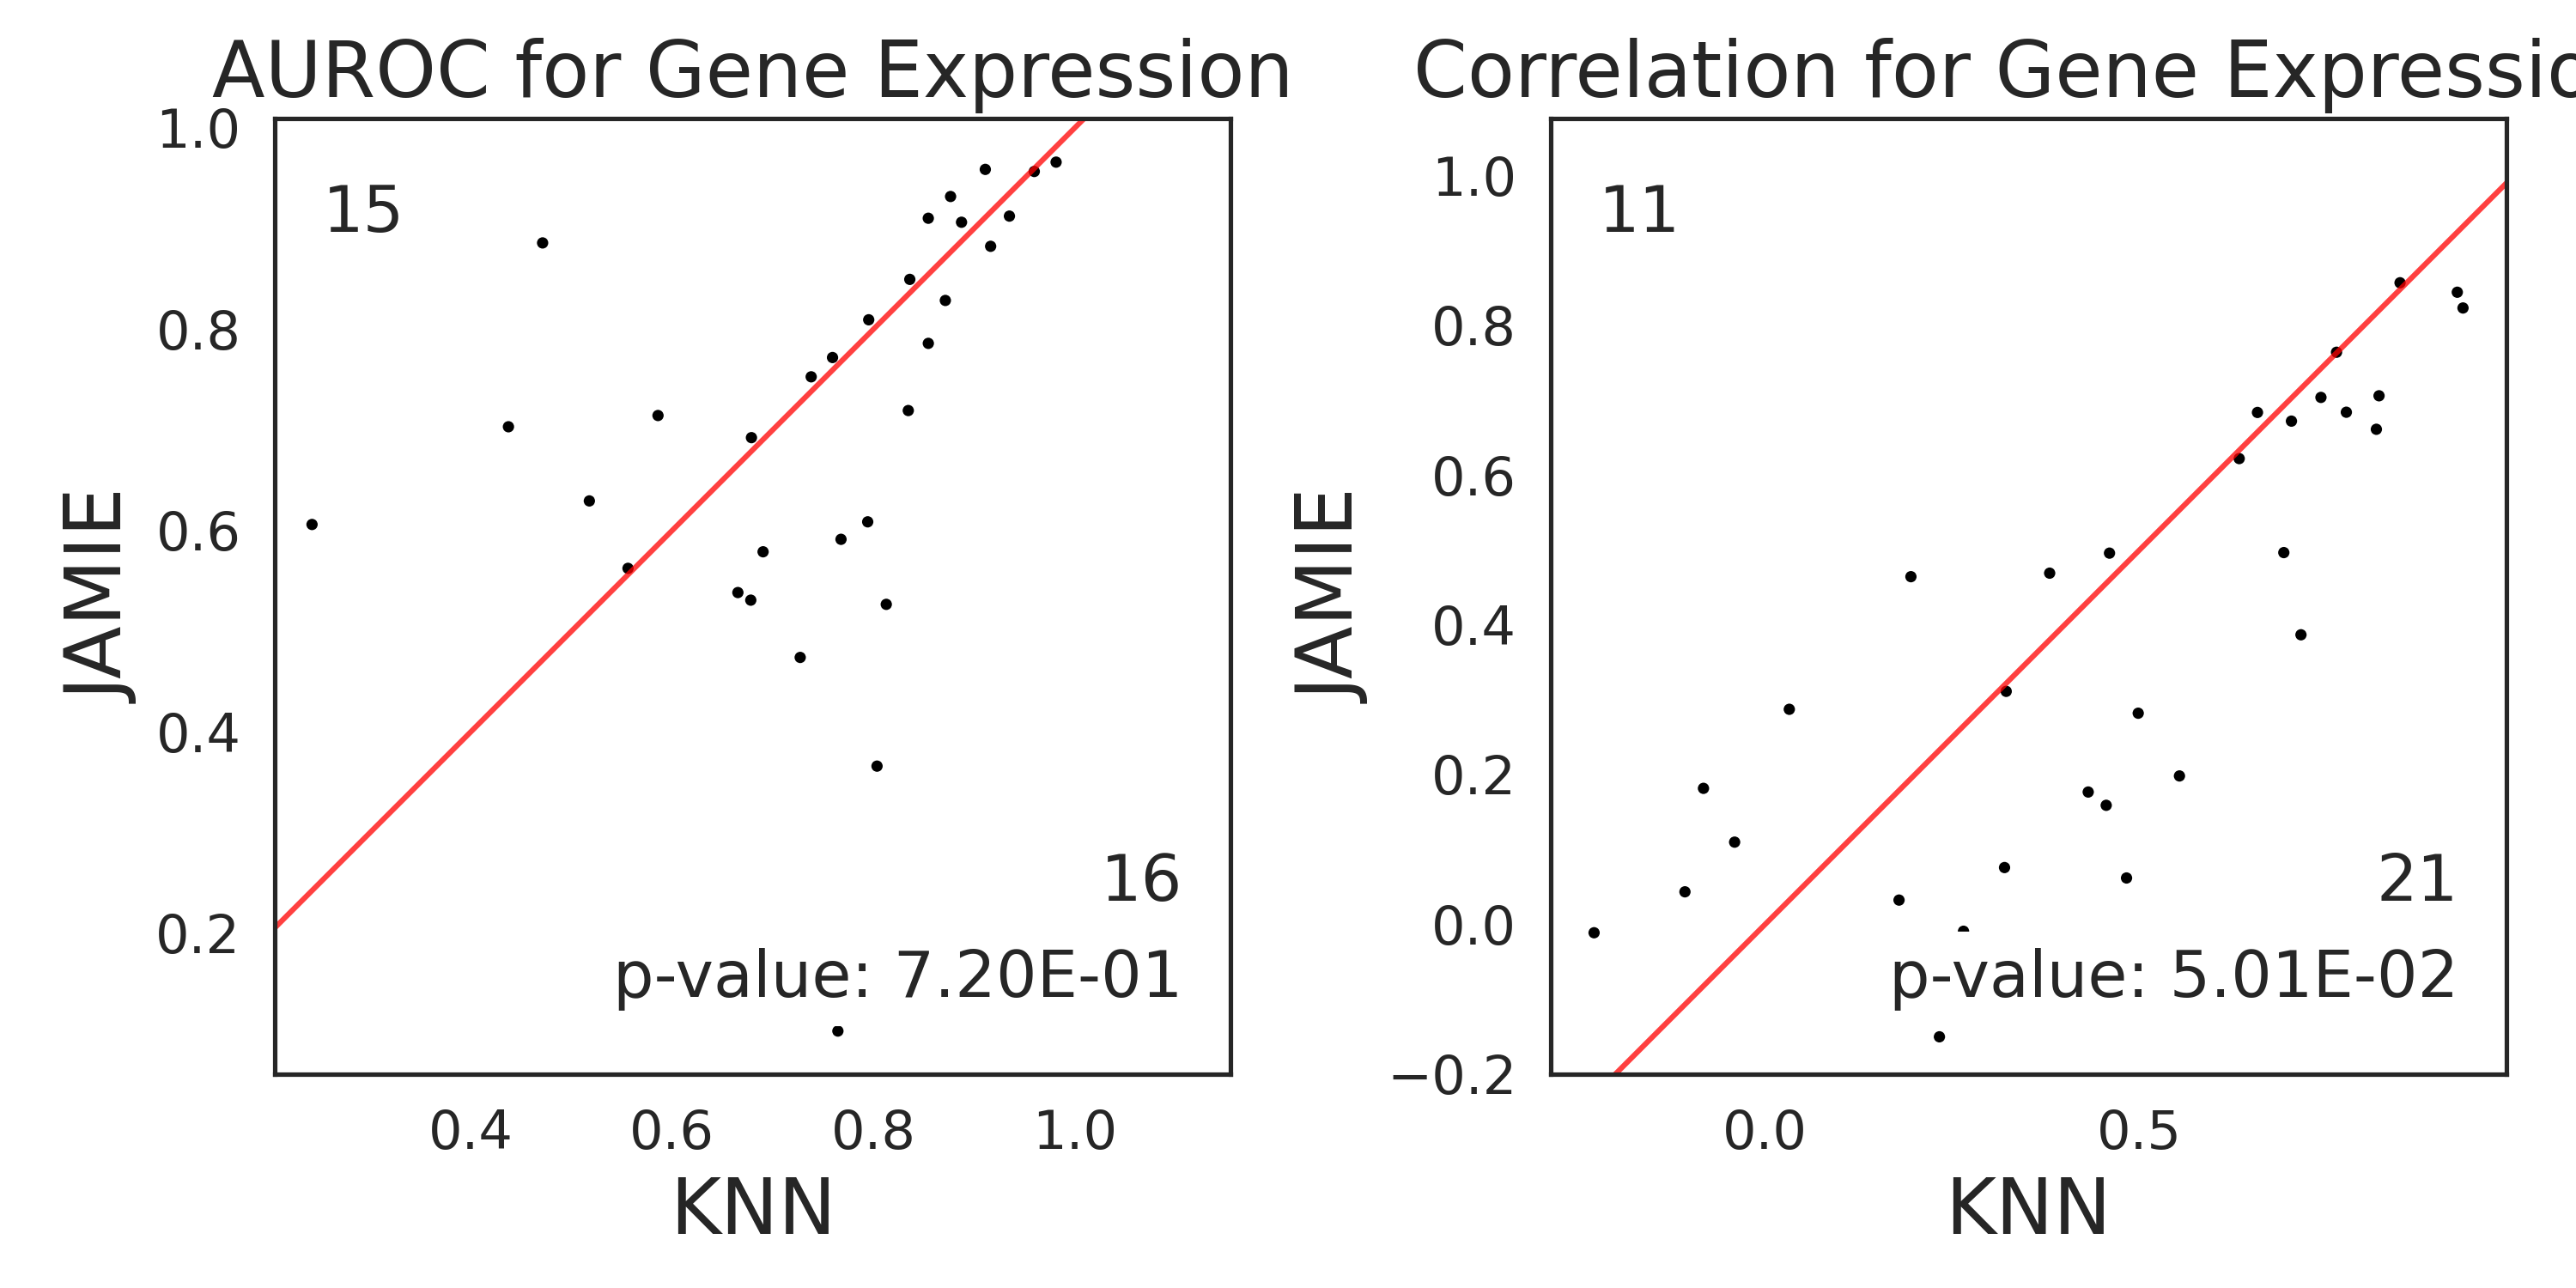 AUROC for Gene Expression
1.0
0.8
0.6
0.4
0.2
JAMIE
15
16
p-value: 7.20E-01
0.4 0.6 0.8 1.0
KNN
Correlation for Gene Expressio
1.0
0.8
0.6
0.4
0.2
0.0
−0.2
JAMIE
11
21
p-value: 5.01E-02
0.0 0.5
KNN